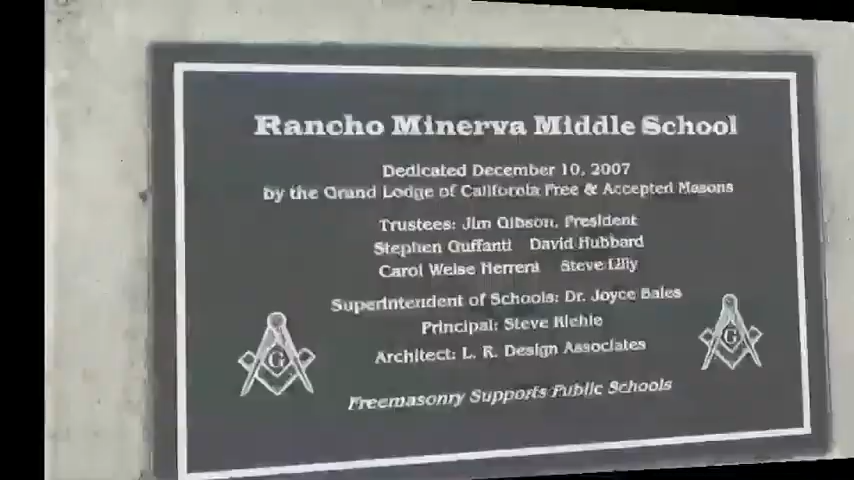 Rancho Minerva Middle School
Dedicated December 10, 2007
by the Grand Lodge of California Free & Accepted Masons
Trustees: Jim Gibson, President
Stephen Guffanti David Hubbard
Carol Weise Herrera Steve Lilly
Superintendent of Schools: Dr. Joyce Bales
Principal: Steve Riehle
Architect: L. R. Design Associates
G
G
Freemasonry Supports Public Schools